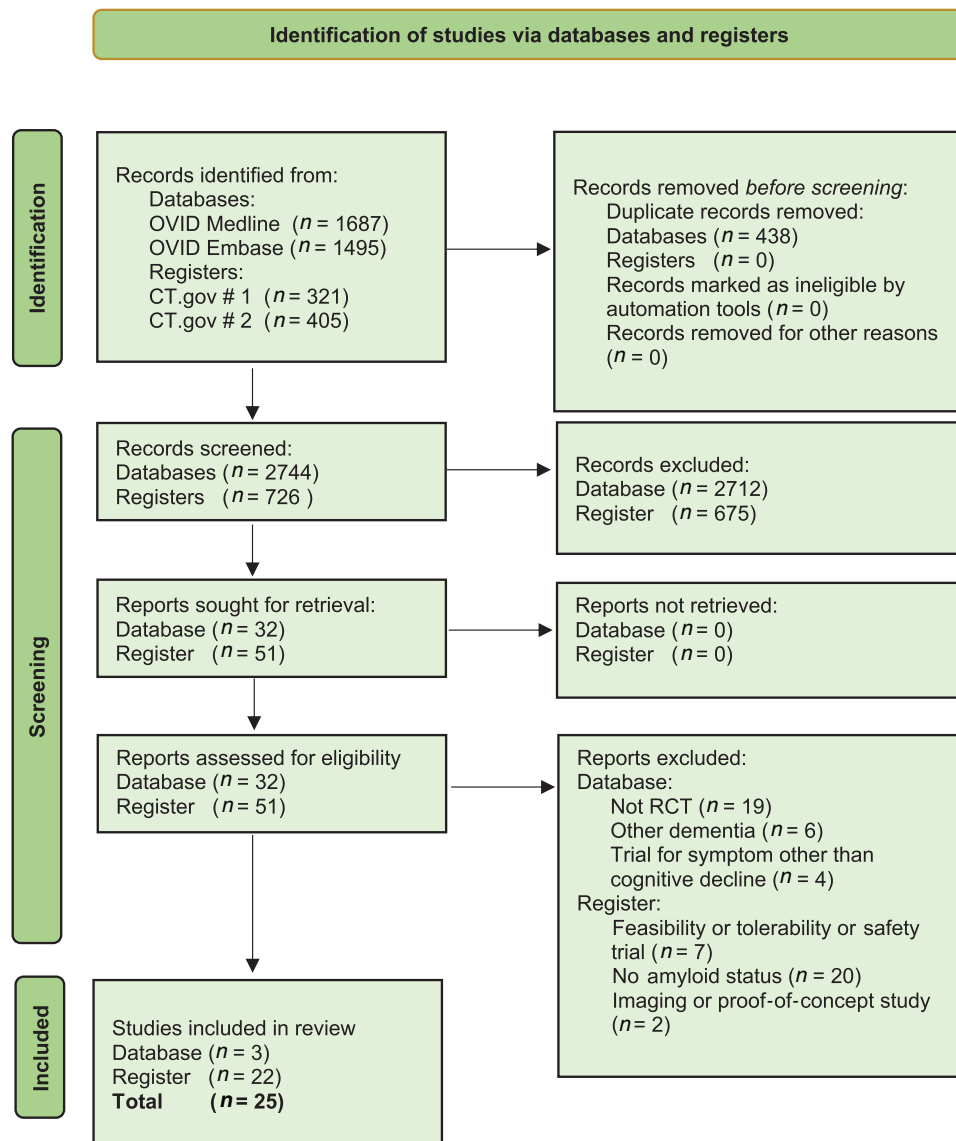 Identification of studies via databases and registers
Identification
Records identified from:
Databases:
OVID Medline (n = 1687)
OVID Embase (n = 1495)
Registers:
CT.gov # 1 (n = 321)
CT.gov # 2 (n = 405)
Records removed before screening:
Duplicate records removed:
Databases (n = 438)
Registers (n = 0)
Records marked as ineligible by
automation tools (n = 0)
Records removed for other reasons
(n = 0)
Screening
Records screened:
Databases (n = 2744)
Registers (n = 726 )
Records excluded:
Database (n = 2712)
Register (n = 675)
Reports sought for retrieval:
Database (n = 32)
Register (n = 51)
Reports not retrieved:
Database (n = 0)
Register (n = 0)
Reports assessed for eligibility
Database (n = 32)
Register (n = 51)
Reports excluded:
Database:
Not RCT (n = 19)
Other dementia (n = 6)
Trial for symptom other than
cognitive decline (n = 4)
Register:
Feasibility or tolerability or safety
trial (n = 7)
No amyloid status (n = 20)
Imaging or proof-of-concept study
(n = 2)
Included
Studies included in review
Database (n = 3)
Register (n = 22)
Total (n = 25)